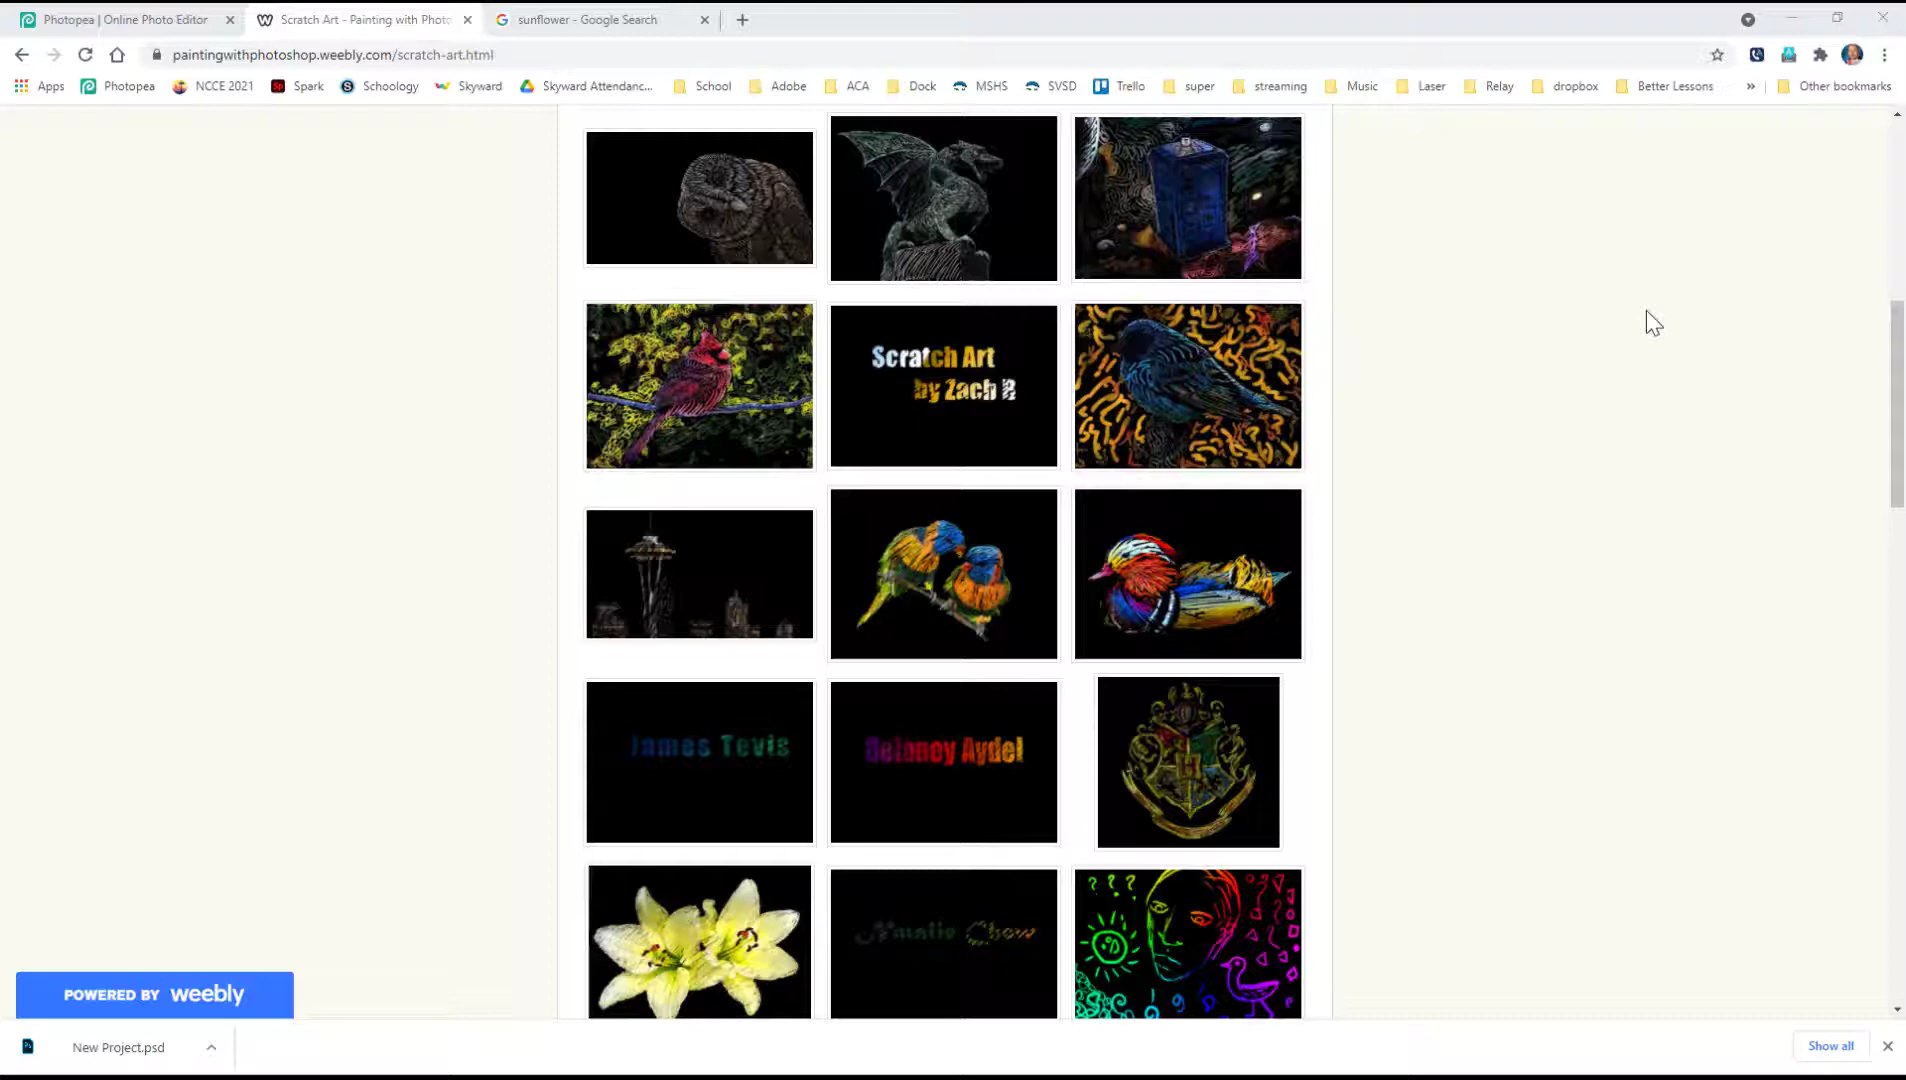 Photopea | Online Photo Editor
Scratch Art - Painting with Photo
sunflower - Google Search
paintingwithphotoshop.weebly.com/scratch-art.html
Apps Photopea NCCE 2021 Spark Schoology Skyward Skyward Attendanc... School Adobe ACA Dock MSHS SVSD Trello super streaming Music Laser Relay dropbox Better Lessons » Other bookmarks
Scratch Art
by Zach B
James Tevis
Delaney Aydel
H
Chow
? ? ?
POWERED BY weebly
New Project.psd
Show all